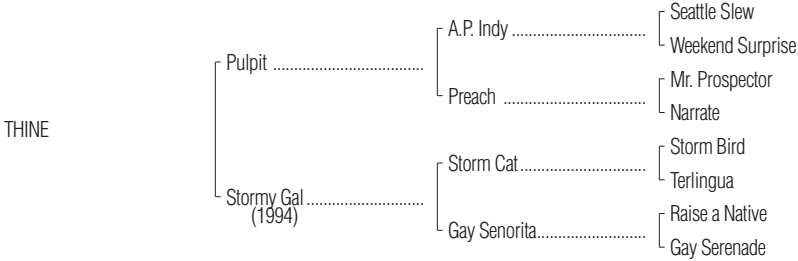 Seattle Slew
A.P. Indy ....................................
Weekend Surprise
Pulpit ........................................
Mr. Prospector
Preach ......................................
Narrate
THINE
Storm Bird
Storm Cat .................................
Terlingua
Stormy Gal ...............................
(1994)
Raise a Native
Gay Senorita.............................
Gay Serenade